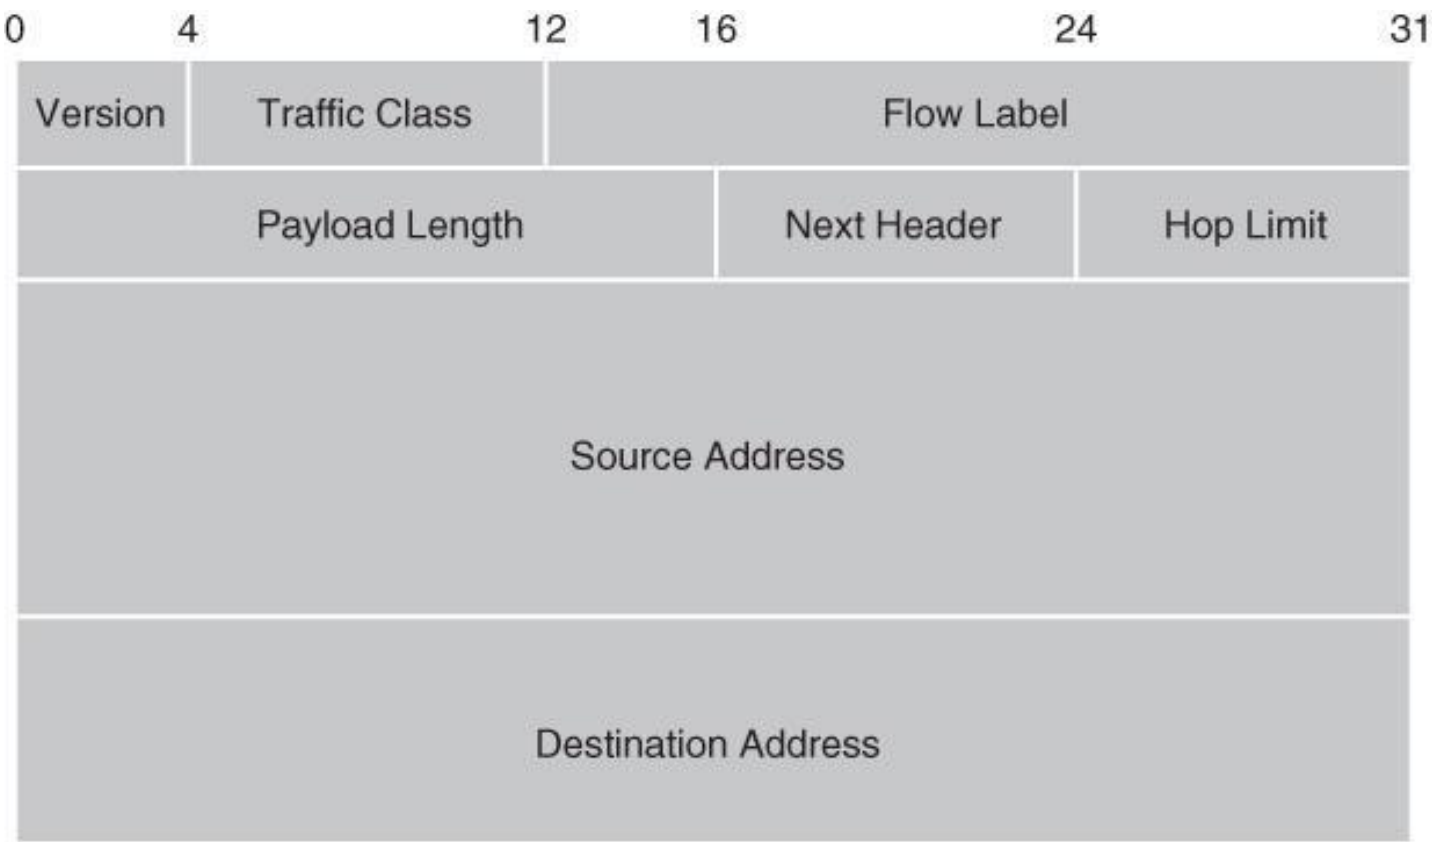 0 4 12 16 24 31
Version Traffic Class Flow Label
Payload Length Next Header Hop Limit
Source Address
Destination Address